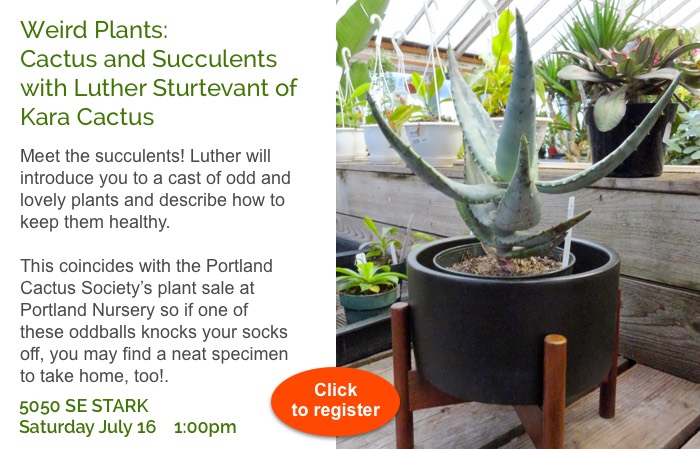 Weird Plants:
Cactus and Succulents
with Luther Sturtevant of
Kara Cactus
Meet the succulents! Luther will
introduce you to a cast of odd and
lovely plants and describe how to
keep them healthy.
This coincides with the Portland
Cactus Society’s plant sale at
Portland Nursery so if one of
these oddballs knocks your socks
off, you may find a neat specimen
to take home, too!.
5050 SE STARK
Saturday July 16    1:00pm
Click
to register